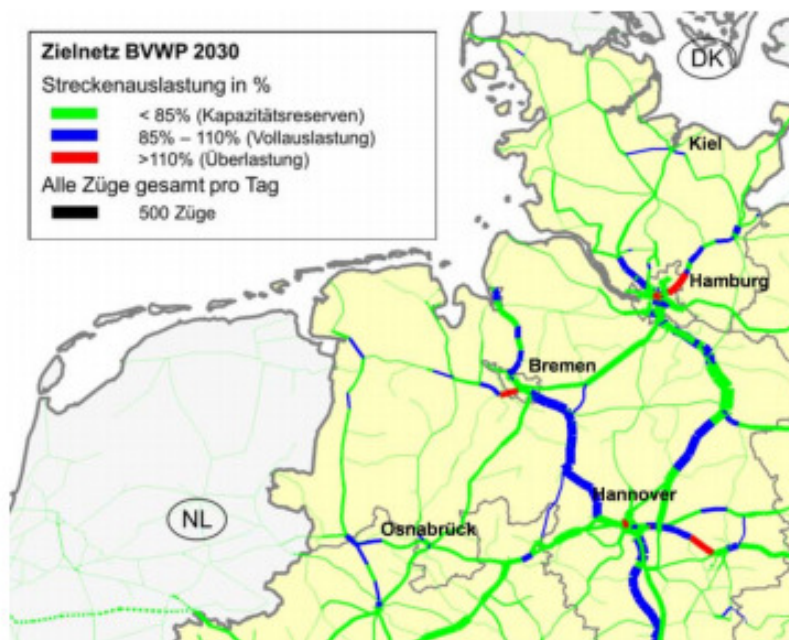 Zielnetz BVWP 2030
Streckenauslastung in %
< 85% (Kapazitätsreserven)
85% – 110% (Vollauslastung)
>110% (Überlastung)
Alle Züge gesamt pro Tag
500 Züge
DK
Kiel
Hamburg
Bremen
Hannover
NL
Osnabrück